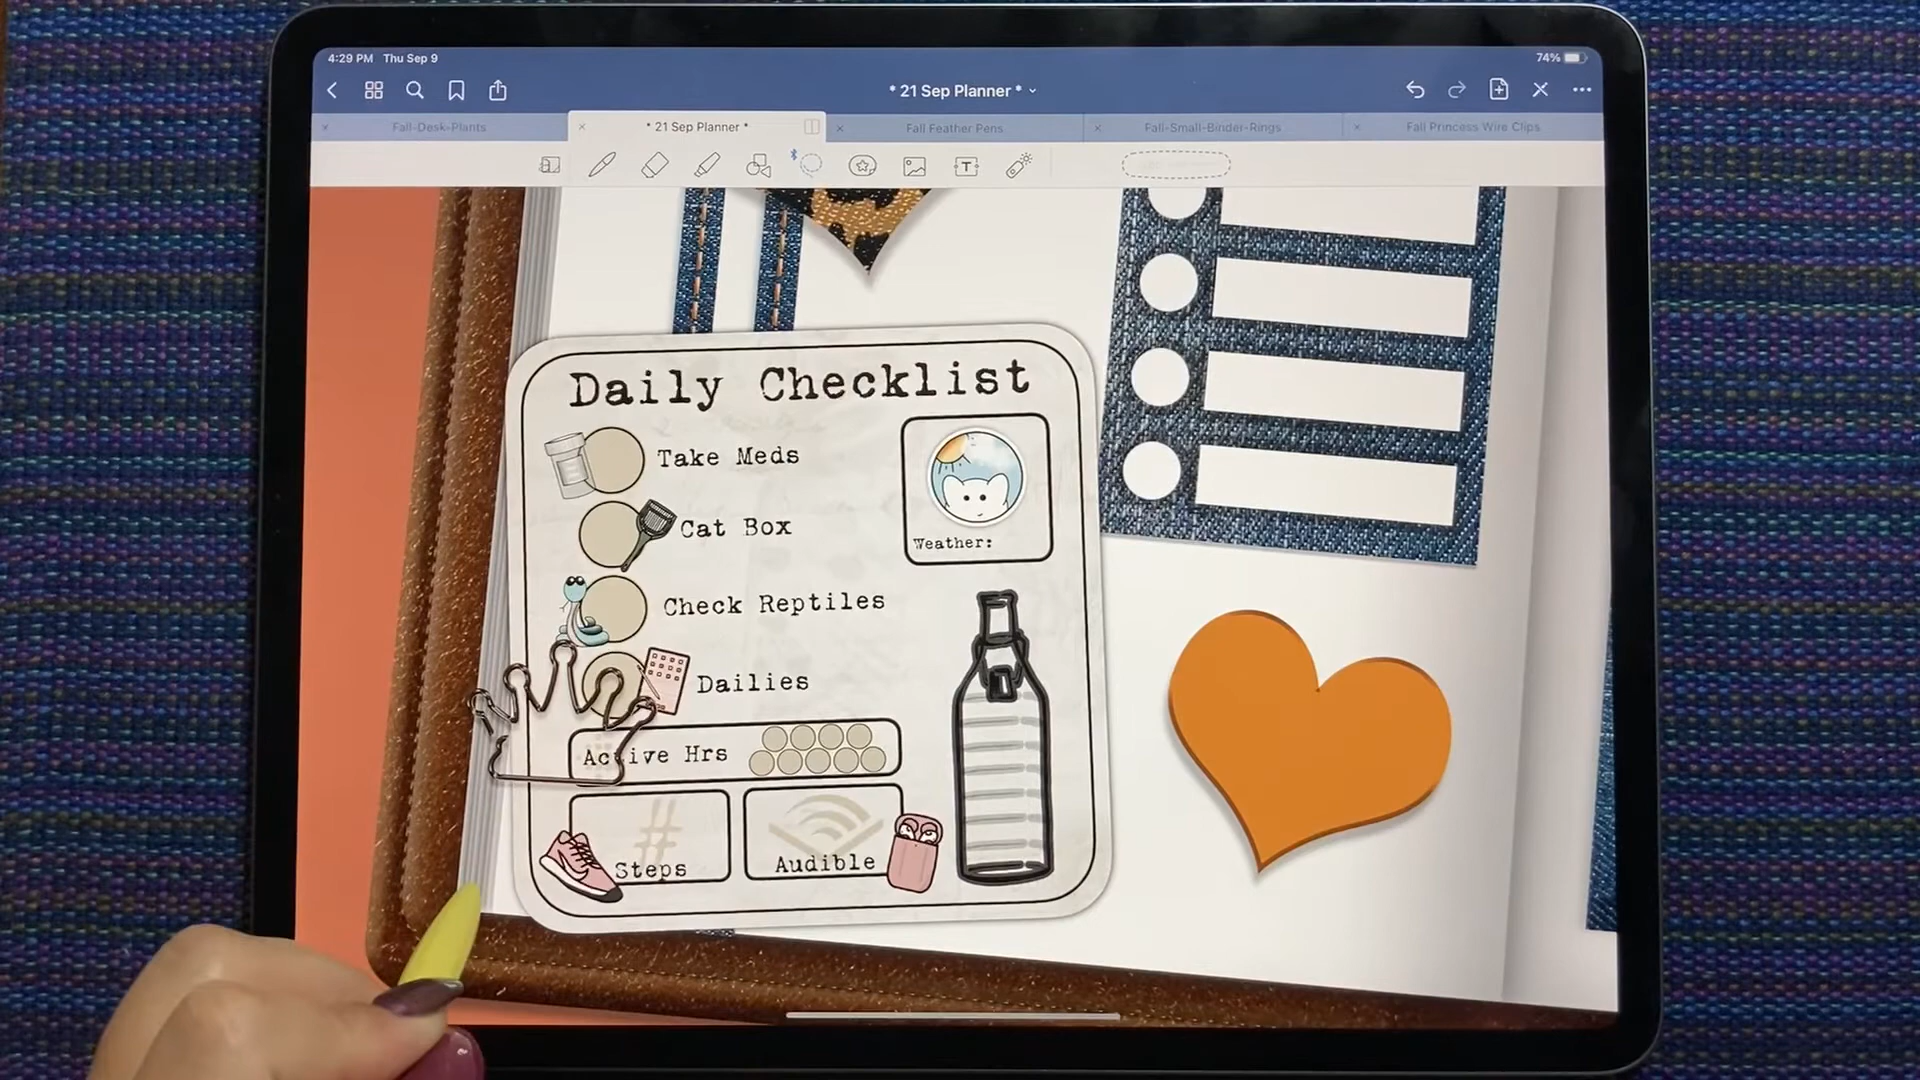 4:29 PM Thu Sep 9
74%
* 21 Sep Planner *
Fall-Desk-Plants
* 21 Sep Planner *
Fall Feather Pens
Fall-Small-Binder-Rings
Fall Princess Wire Clips
T
Daily Checklist
Take Meds
Cat Box
Weather:
Check Reptiles
Dailies
Active Hrs
#
Steps
Audible